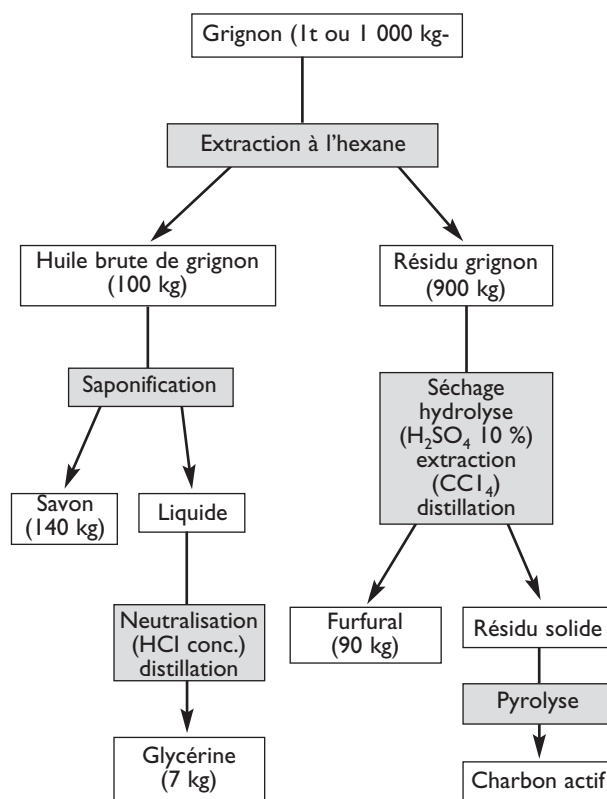 Grignon (1t ou 1 000 kg-
Extraction à l'hexane
Huile brute de grignon
(100 kg)
Résidu grignon
(900 kg)
Saponification
Séchage
hydrolyse
(H₂SO₄ 10 %)
extraction
(CCl₄)
distillation
Savon
(140 kg)
Liquide
Neutralisation
(HCl conc.)
distillation
Furfural
(90 kg)
Résidu solide
Pyrolyse
Glycérine
(7 kg)
Charbon actif